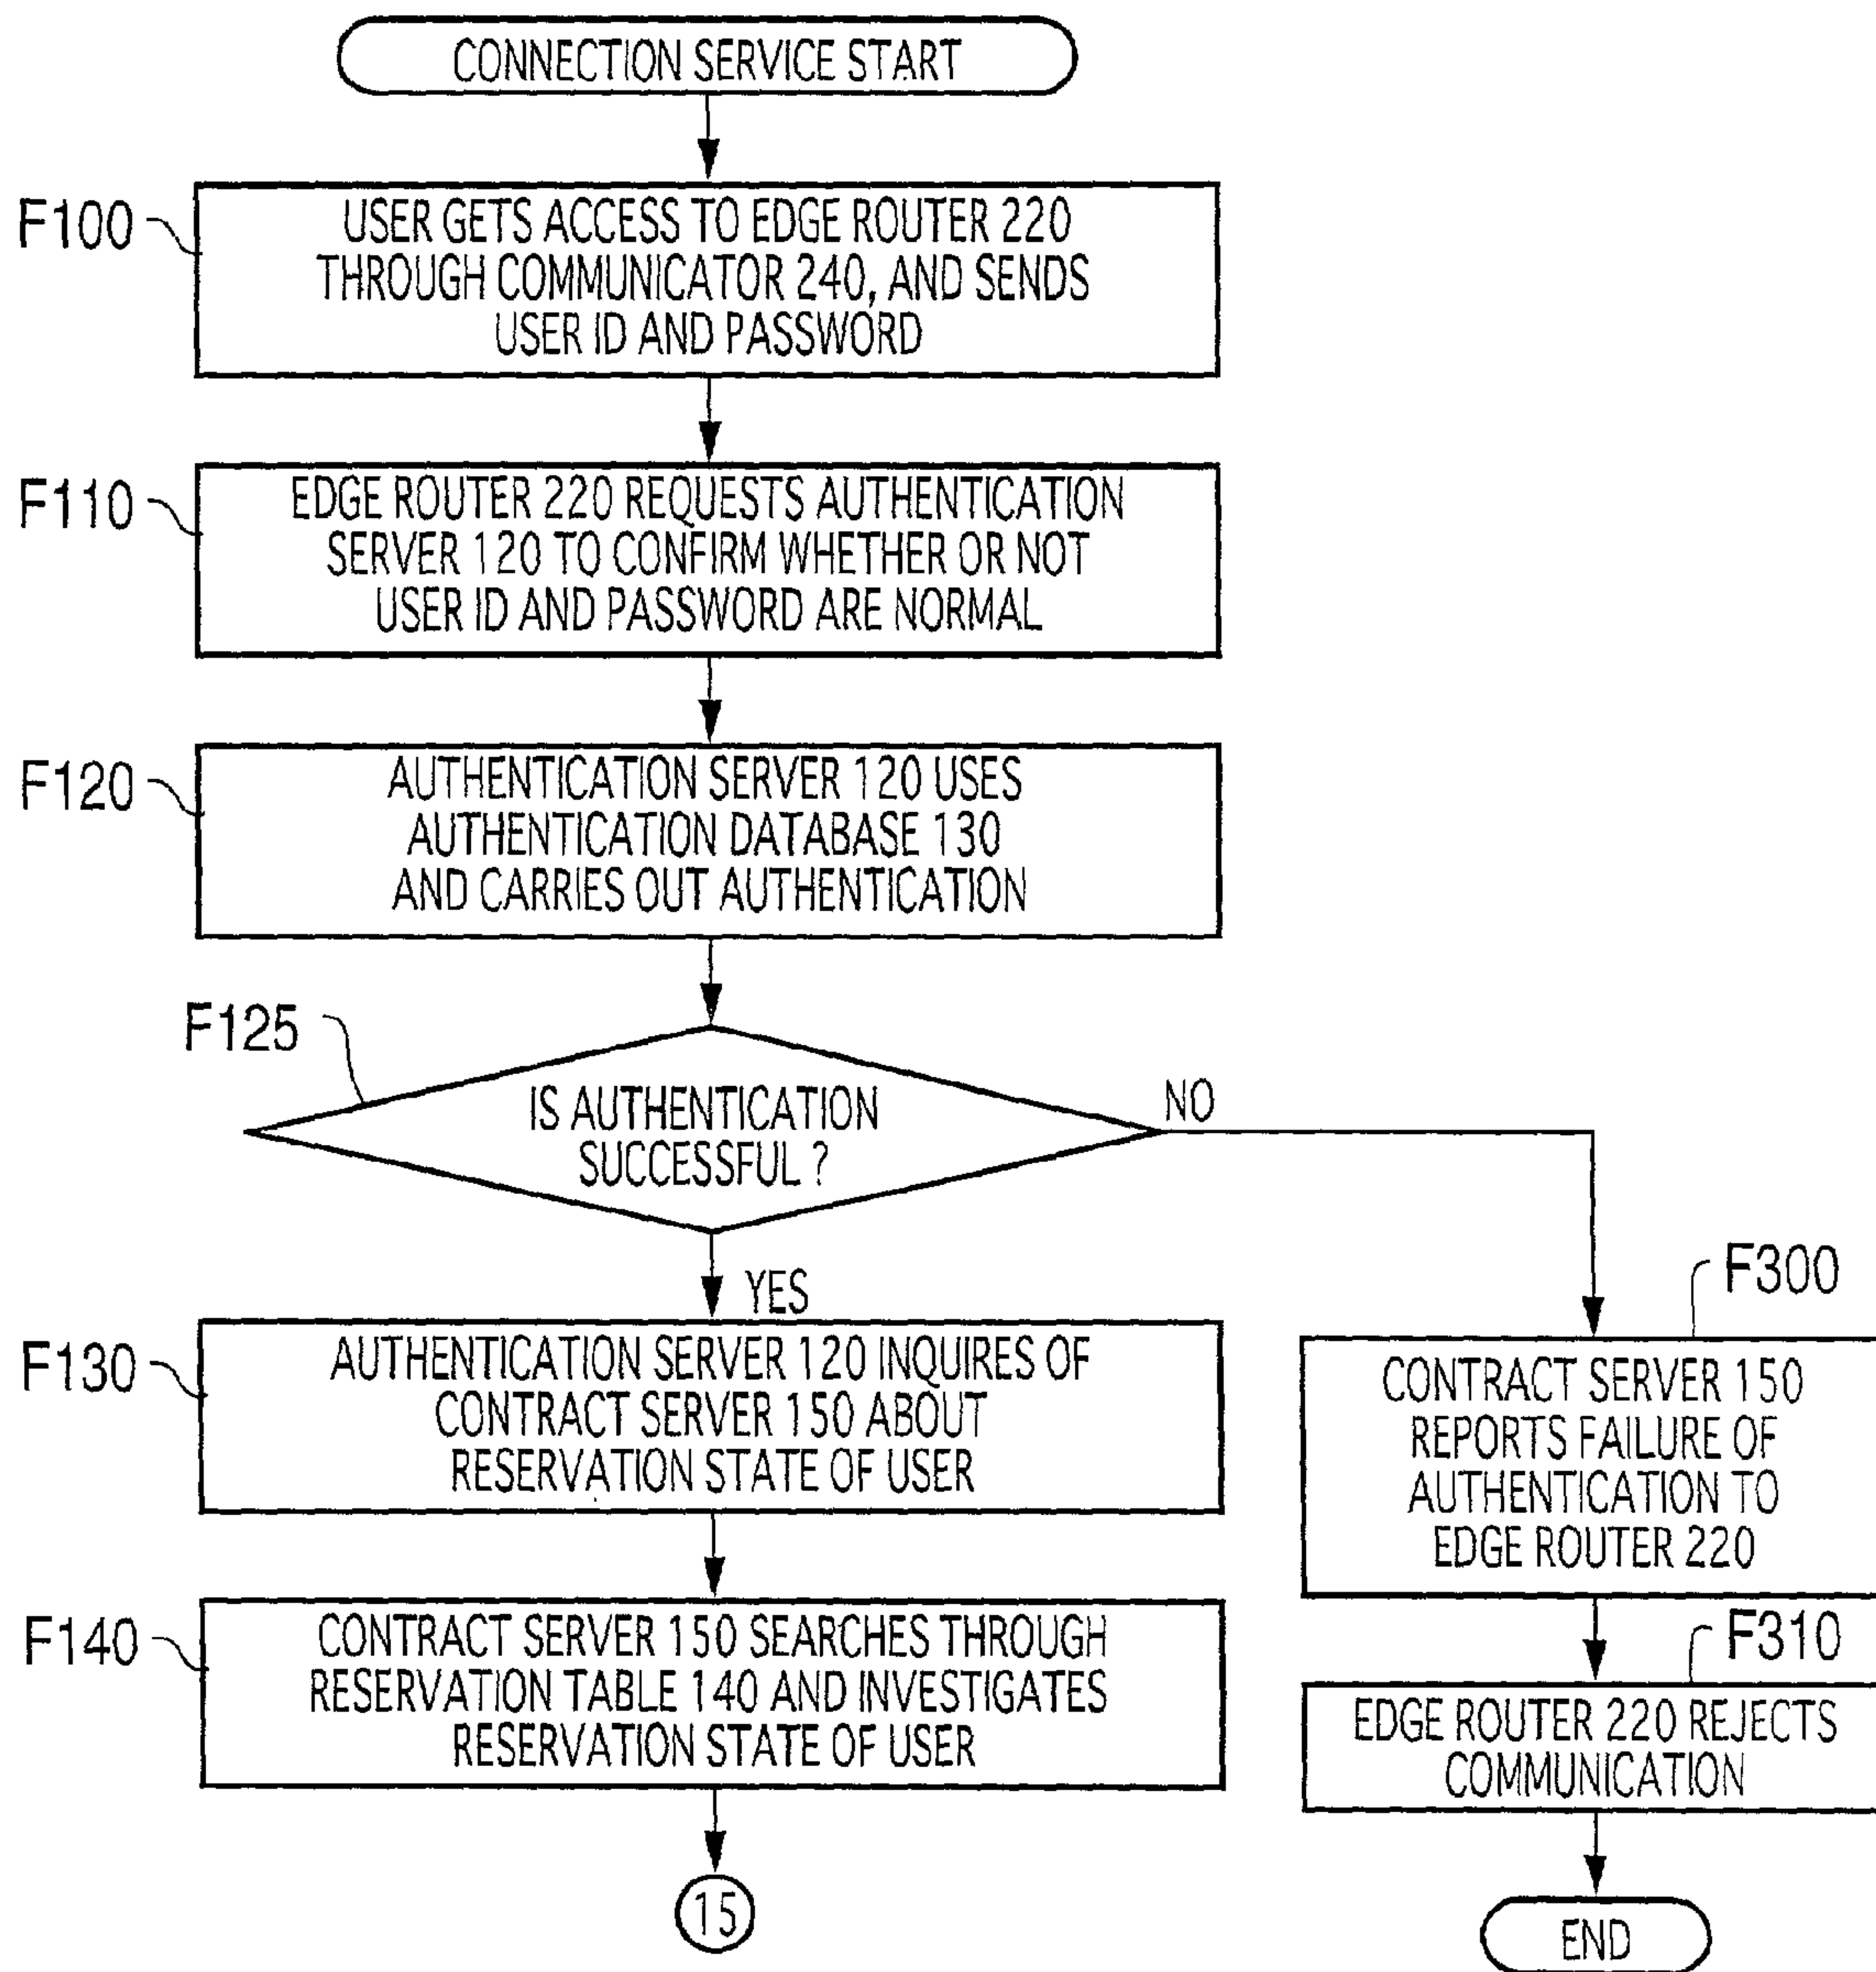 CONNECTION SERVICE START
F100
USER GETS ACCESS TO EDGE ROUTER 220
THROUGH COMMUNICATOR 240, AND SENDS
USER ID AND PASSWORD
F110
EDGE ROUTER 220 REQUESTS AUTHENTICATION
SERVER 120 TO CONFIRM WHETHER OR NOT
USER ID AND PASSWORD ARE NORMAL
F120
AUTHENTICATION SERVER 120 USES
AUTHENTICATION DATABASE 130
AND CARRIES OUT AUTHENTICATION
F125
IS AUTHENTICATION
SUCCESSFUL ?
NO
YES
F130
AUTHENTICATION SERVER 120 INQUIRES OF
CONTRACT SERVER 150 ABOUT
RESERVATION STATE OF USER
F140
CONTRACT SERVER 150 SEARCHES THROUGH
RESERVATION TABLE 140 AND INVESTIGATES
RESERVATION STATE OF USER
15
F300
CONTRACT SERVER 150
REPORTS FAILURE OF
AUTHENTICATION TO
EDGE ROUTER 220
F310
EDGE ROUTER 220 REJECTS
COMMUNICATION
END